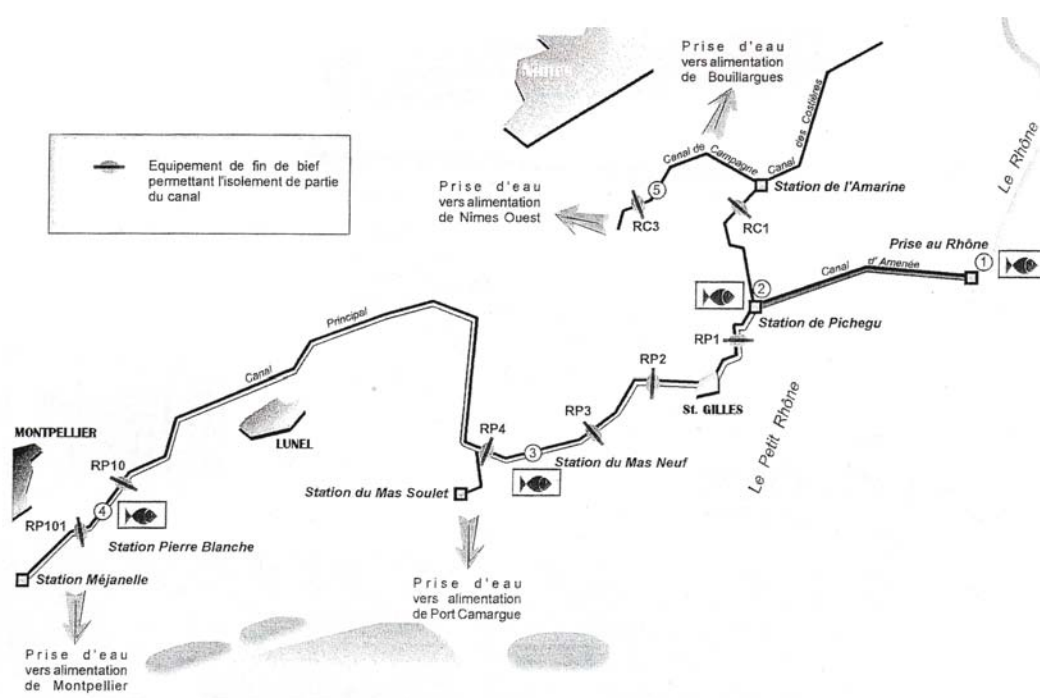 Prise d'eau
vers alimentation
de Bouillargues
Equipement de fin de bief
permettant l'isolement de partie
du canal
Canal
des Costières
Canal de Campagne
5
Station de l'Amarine
Prise d'eau
vers alimentation
de Nîmes Ouest
RC3
RC1
Le Rhône
Prise au Rhône
1
Canal
d'Amenée
2
Station de Pichegu
RP1
Principal
Canal
RP2
St. GILLES
Le Petit Rhône
RP3
RP4
3
Station du Mas Neuf
LUNEL
MONTPELLIER
RP10
Station du Mas Soulet
4
RP101
Station Pierre Blanche
Station Méjanelle
Prise d'eau
vers alimentation
de Port Camargue
Prise d'eau
vers alimentation
de Montpellier